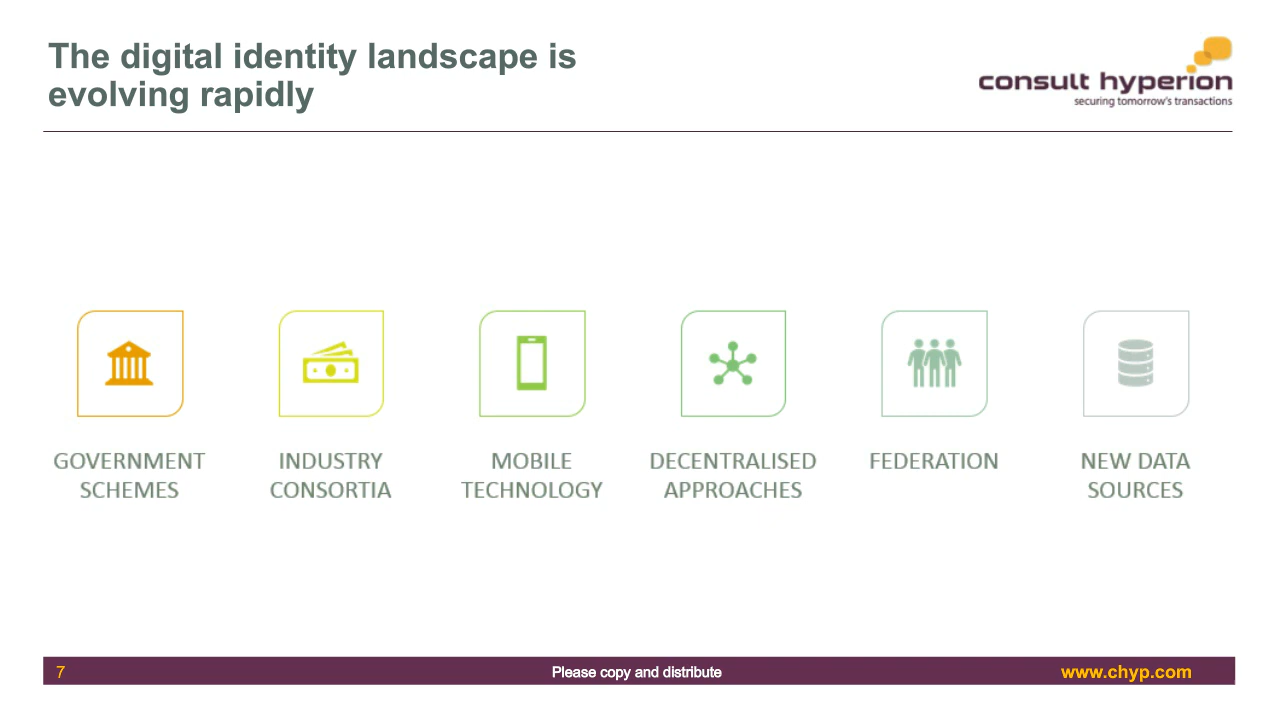 The digital identity landscape is
evolving rapidly
consult hyperion
securing tomorrow's transactions
GOVERNMENT
SCHEMES
INDUSTRY
CONSORTIA
MOBILE
TECHNOLOGY
DECENTRALISED
APPROACHES
FEDERATION
NEW DATA
SOURCES
7
Please copy and distribute
www.chyp.com